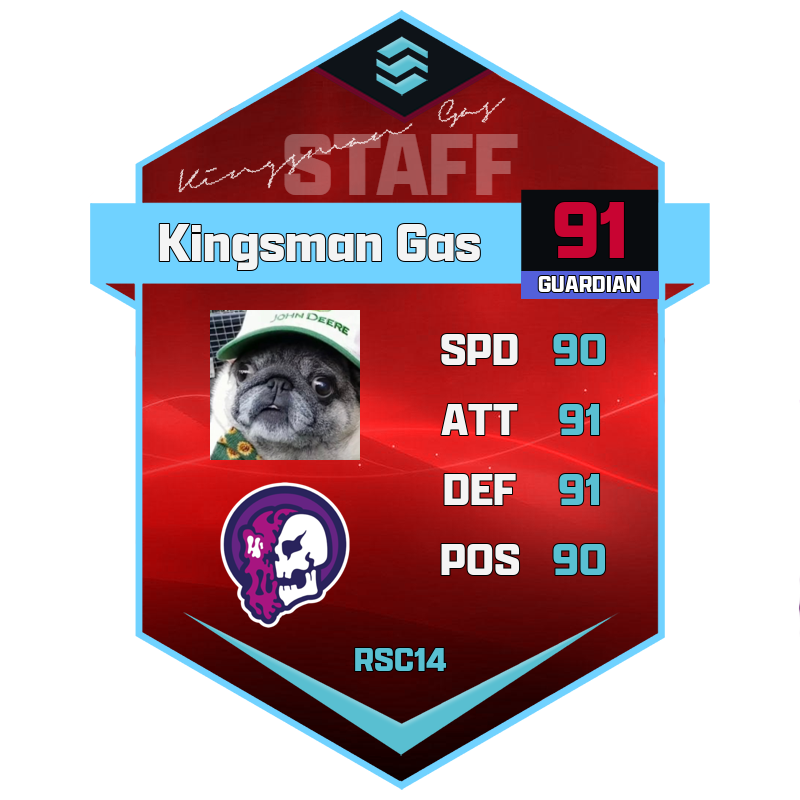 Kingsman Gas
STAFF
Kingsman Gas
91
GUARDIAN
JOHN DEERE
SPD 90
ATT 91
DEF 91
POS 90
RSC14